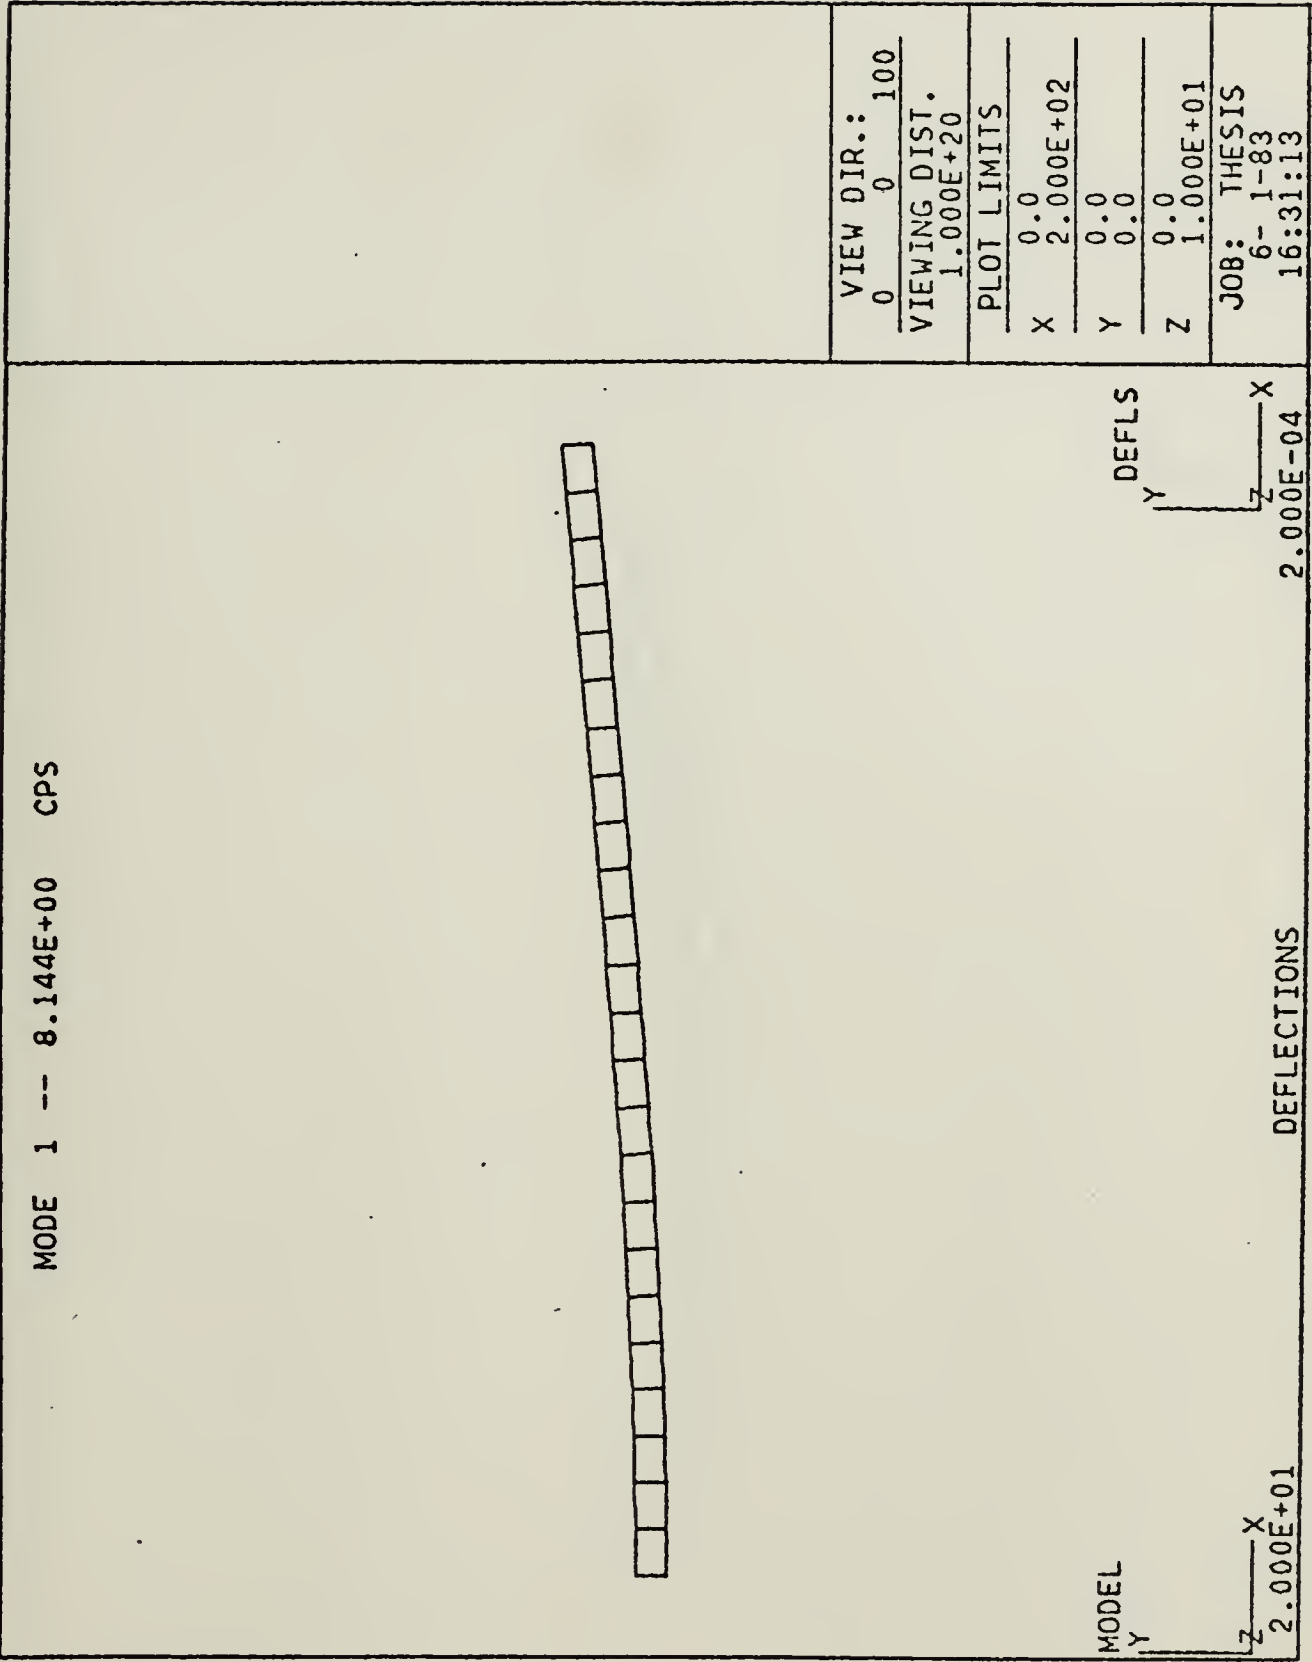 MODE 1 -- 8.144E+00 CPS
VIEW DIR.:
0 0 100
VIEWING DIST.
1.000E+20
PLOT LIMITS
X 0.0
2.000E+02
Y 0.0
0.0
Z 0.0
1.000E+01
JOB: THESIS
6- 1-83
16:31:13
MODEL
Y
Z X
2.000E+01
DEFLECTIONS
DEFLS
Y
Z X
2.000E-04